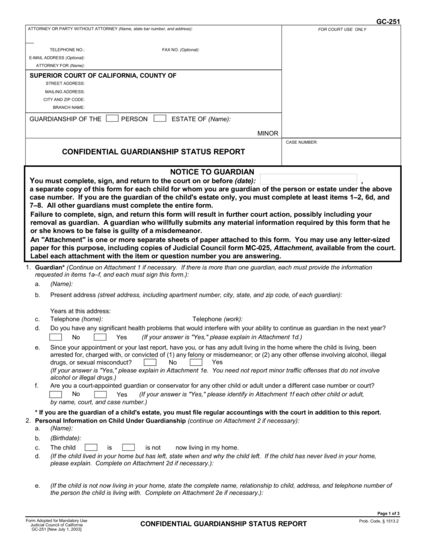 GC-251
ATTORNEY OR PARTY WITHOUT ATTORNEY (Name, state bar number, and address):
FOR COURT USE ONLY
TELEPHONE NO.: FAX NO. (Optional):
E-MAIL ADDRESS (Optional):
ATTORNEY FOR (Name):
SUPERIOR COURT OF CALIFORNIA, COUNTY OF
STREET ADDRESS:
MAILING ADDRESS:
CITY AND ZIP CODE:
BRANCH NAME:
GUARDIANSHIP OF THE PERSON ESTATE OF (Name):
MINOR
CASE NUMBER:
CONFIDENTIAL GUARDIANSHIP STATUS REPORT
NOTICE TO GUARDIAN
You must complete, sign, and return to the court on or before (date): ,
a separate copy of this form for each child for whom you are guardian of the person or estate under the above
case number. If you are the guardian of the child's estate only, you must complete at least items 1–2, 6d, and
7–8. All other guardians must complete the entire form.
Failure to complete, sign, and return this form will result in further court action, possibly including your
removal as guardian. A guardian who willfully submits any material information required by this form that he
or she knows to be false is guilty of a misdemeanor.
An "Attachment" is one or more separate sheets of paper attached to this form. You may use any letter-sized
paper for this purpose, including copies of Judicial Council form MC-025, Attachment, available from the court.
Label each attachment with the item or question number you are answering.
1. Guardian* (Continue on Attachment 1 if necessary. If there is more than one guardian, each must provide the information
requested in items 1a–f, and each must sign this form.):
a. (Name):
b. Present address (street address, including apartment number, city, state, and zip code, of each guardian):
Years at this address:
c. Telephone (home): Telephone (work):
d. Do you have any significant health problems that would interfere with your ability to continue as guardian in the next year?
No Yes (If your answer is "Yes," please explain in Attachment 1d.)
e. Since your appointment or your last report, have you, or has any adult living in the home where the child is living, been
arrested for, charged with, or convicted of (1) any felony or misdemeanor; or (2) any other offense involving alcohol, illegal
drugs, or sexual misconduct? No Yes
(If your answer is "Yes," please explain in Attachment 1e. You need not report minor traffic offenses that do not involve
alcohol or illegal drugs.)
f. Are you a court-appointed guardian or conservator for any other child or adult under a different case number or court?
No Yes (If your answer is "Yes," please identify in Attachment 1f each other child or adult,
by name, court, and case number.)
* If you are the guardian of a child's estate, you must file regular accountings with the court in addition to this report.
2. Personal Information on Child Under Guardianship (continue on Attachment 2 if necessary):
a. (Name):
b. (Birthdate):
c. The child is is not now living in my home.
d. (If the child lived in your home but has left, state when and why the child left. If the child has never lived in your home,
please explain. Complete on Attachment 2d if necessary.):
e. (If the child is not now living in your home, state the complete name, relationship to child, address, and telephone number of
the person the child is living with. Complete on Attachment 2e if necessary.):
Page 1 of 3
Form Adopted for Mandatory Use
Judicial Council of California
GC-251 [New July 1, 2003]
CONFIDENTIAL GUARDIANSHIP STATUS REPORT
Prob. Code, § 1513.2